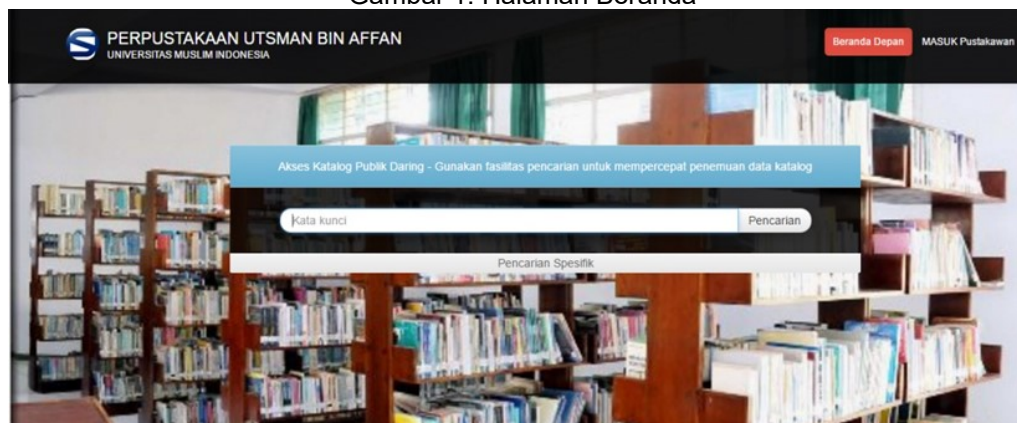 Gambar 1. Halaman Beranda
PERPUSTAKAAN UTSMAN BIN AFFAN
UNIVERSITAS MUSLIM INDONESIA
Beranda Depan
MASUK Pustakawan
Akses Katalog Publik Daring - Gunakan fasilitas pencarian untuk mempercepat penemuan data katalog
Kata kunci
Pencarian
Pencarian Spesifik